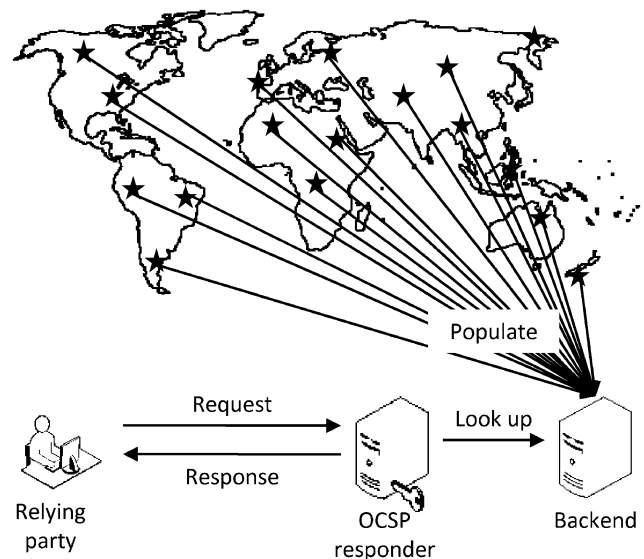 Populate
Request
Look up
Response
Relying
party
OCSP
responder
Backend